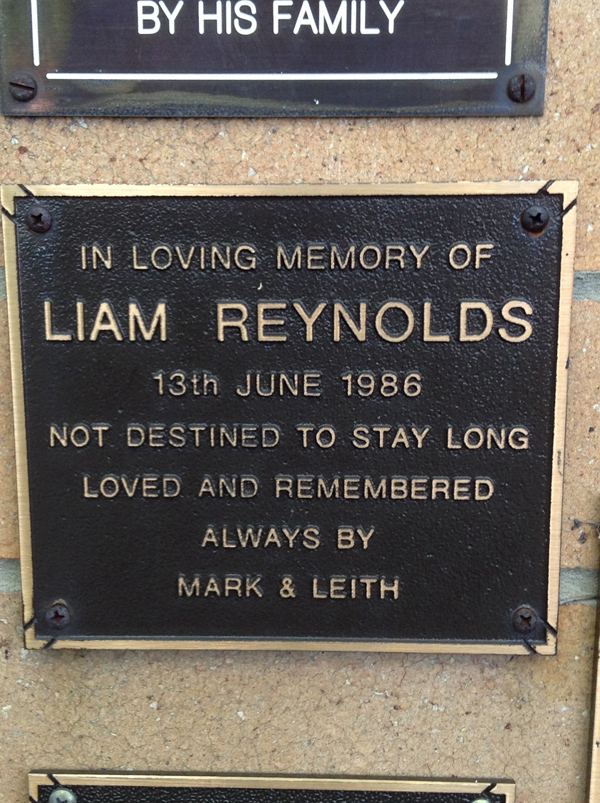 BY HIS FAMILY
IN LOVING MEMORY OF
LIAM REYNOLDS
13th JUNE 1986
NOT DESTINED TO STAY LONG
LOVED AND REMEMBERED
ALWAYS BY
MARK & LEITH